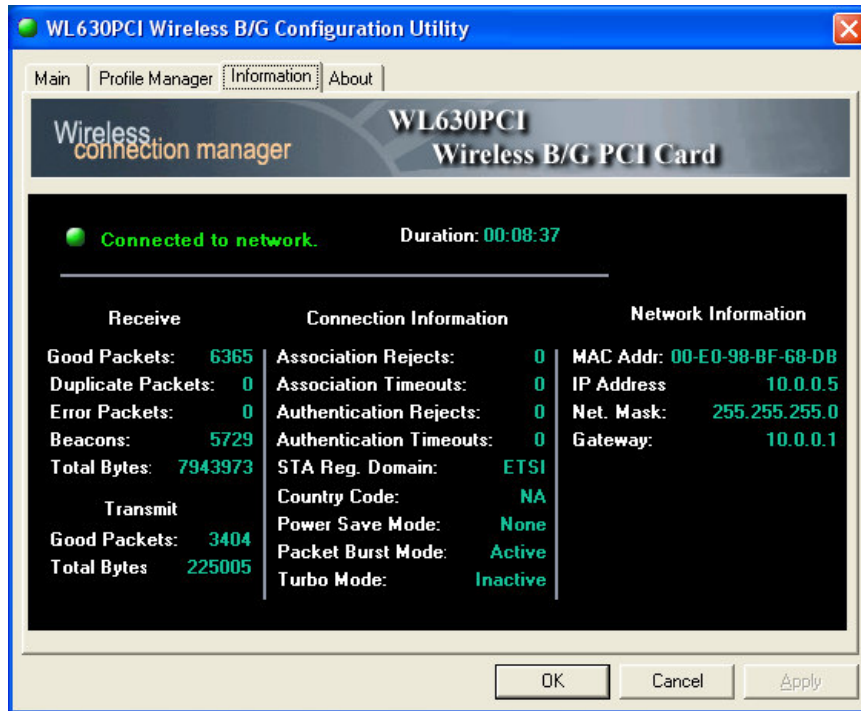 WL630PCI Wireless B/G Configuration Utility
Main Profile Manager Information About
Wireless
connection manager
WL630PCI
Wireless B/G PCI Card
Connected to network.
Duration: 00:08:37
Receive
Good Packets: 6365
Duplicate Packets: 0
Error Packets: 0
Beacons: 5729
Total Bytes: 7943973
Transmit
Good Packets: 3404
Total Bytes 225005
Connection Information
Association Rejects: 0
Association Timeouts: 0
Authentication Rejects: 0
Authentication Timeouts: 0
STA Reg. Domain: ETSI
Country Code: NA
Power Save Mode: None
Packet Burst Mode: Active
Turbo Mode: Inactive
Network Information
MAC Addr: 00-E0-98-BF-68-DB
IP Address 10.0.0.5
Net. Mask: 255.255.255.0
Gateway: 10.0.0.1
OK Cancel Apply